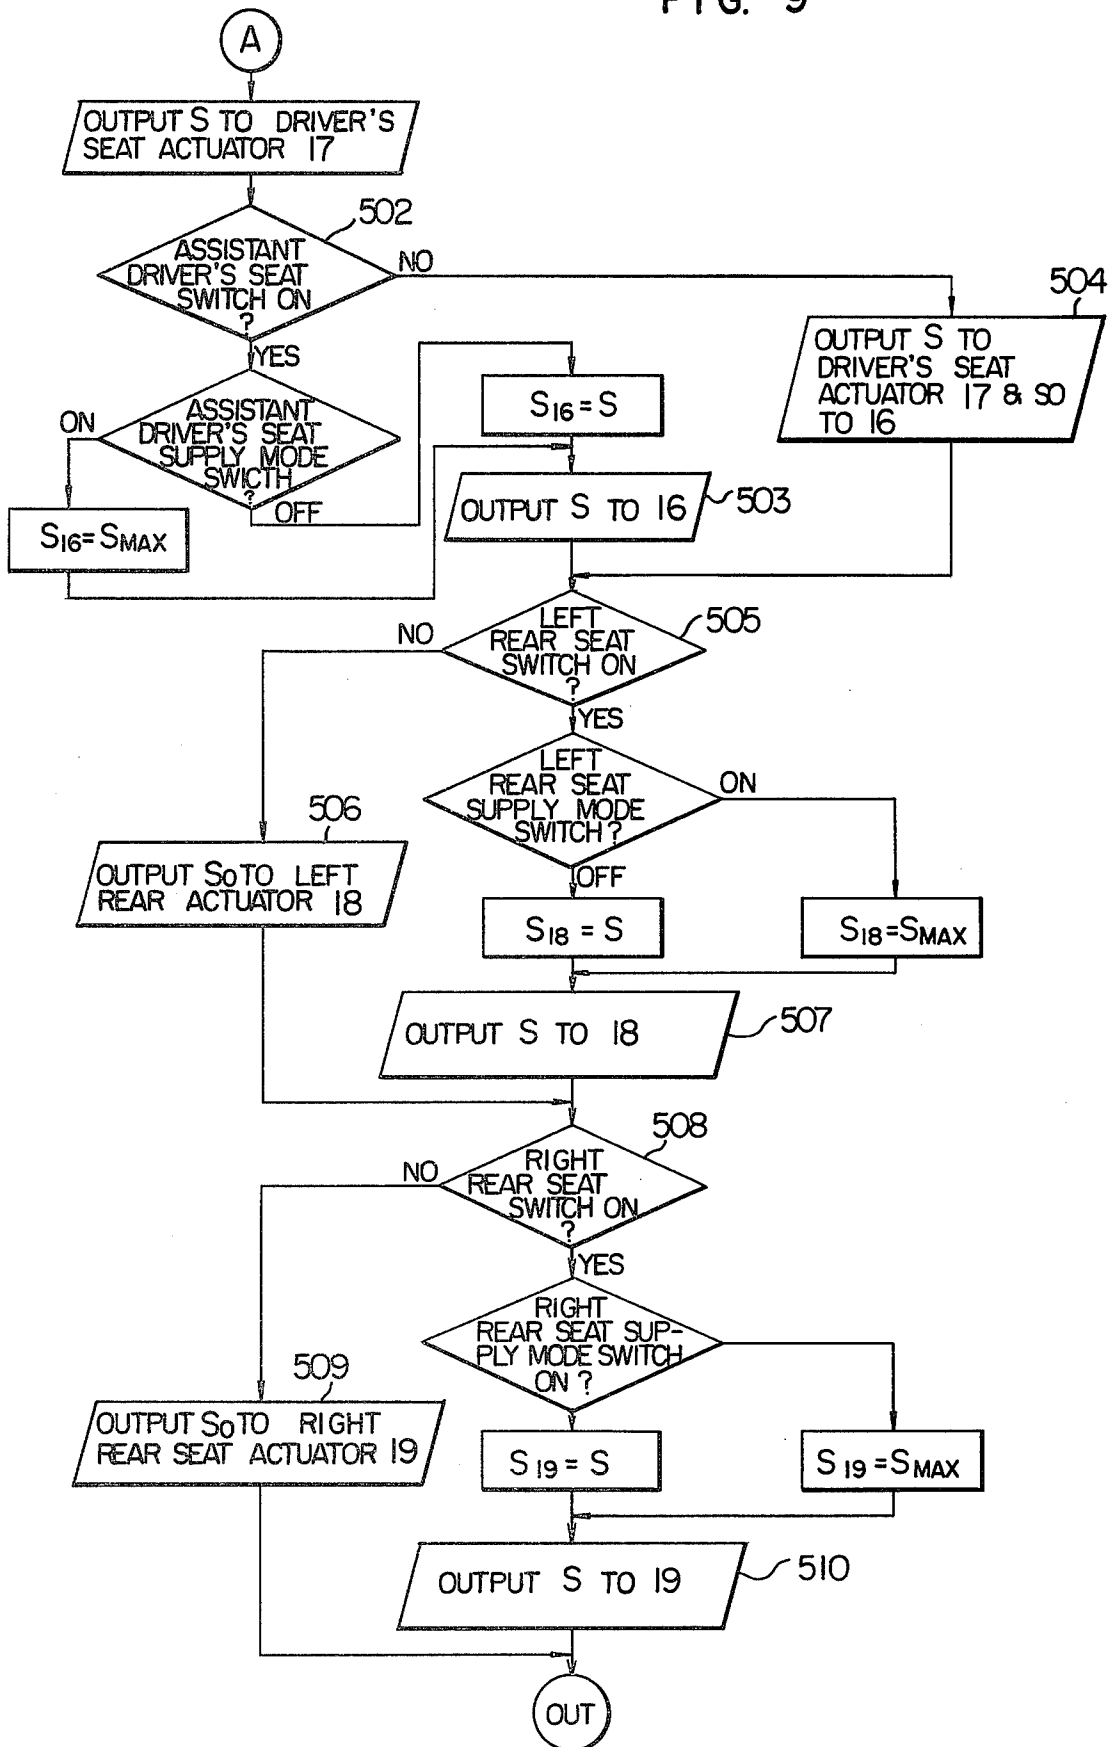 FIG. 9
A
OUTPUT S TO DRIVER'S
SEAT ACTUATOR 17
502
ASSISTANT
DRIVER'S SEAT
SWITCH ON
?
NO
YES
504
OUTPUT S TO
DRIVER'S SEAT
ACTUATOR 17 & SO
TO 16
ASSISTANT
DRIVER'S SEAT
SUPPLY MODE
SWICTH
?
ON
OFF
S16=SMAX
S16=S
OUTPUT S TO 16
503
LEFT
REAR SEAT
SWITCH ON
?
505
NO
YES
LEFT
REAR SEAT
SUPPLY MODE
SWITCH?
ON
OFF
506
OUTPUT So TO LEFT
REAR ACTUATOR 18
S18 = S
S18=SMAX
OUTPUT S TO 18
507
508
RIGHT
REAR SEAT
SWITCH ON
?
NO
YES
RIGHT
REAR SEAT SUP-
PLY MODE SWITCH
ON ?
509
OUTPUT So TO RIGHT
REAR SEAT ACTUATOR 19
S19 = S
S19=SMAX
OUTPUT S TO 19
510
OUT